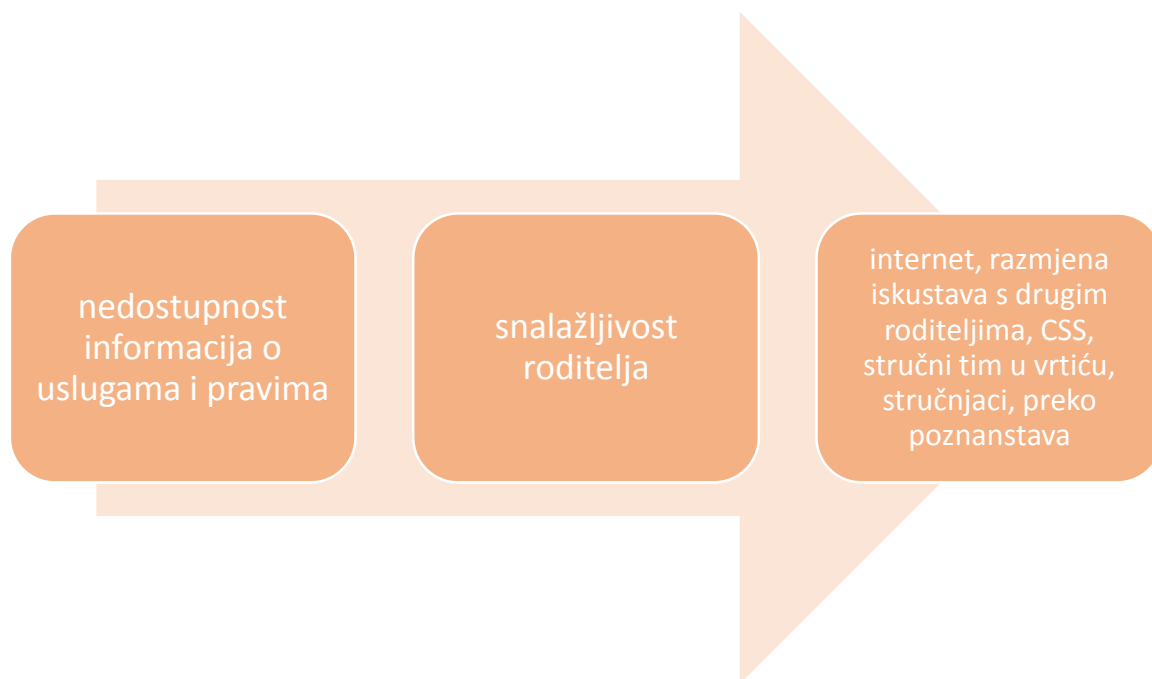 nedostupnost
informacija o
uslugama i pravima
snalažljivost
roditelja
internet, razmjena
iskustava s drugim
roditeljima, CSS,
stručni tim u vrtiću,
stručnjaci, preko
poznanstava